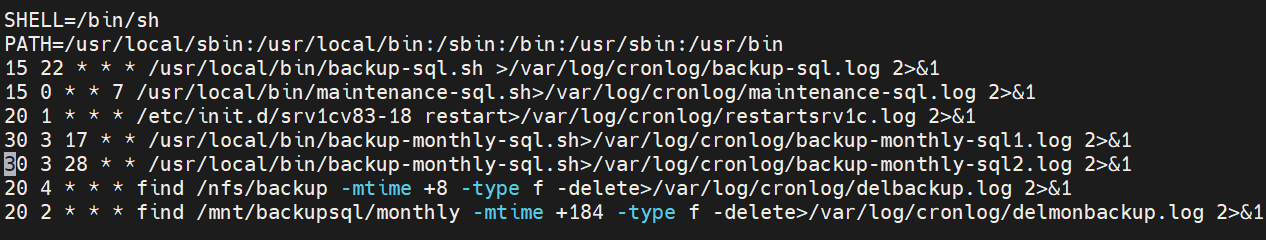 SHELL=/bin/sh
PATH=/usr/local/sbin:/usr/local/bin:/sbin:/bin:/usr/sbin:/usr/bin
15 22 * * * /usr/local/bin/backup-sql.sh >/var/log/cronlog/backup-sql.log 2>&1
15 0 * * 7 /usr/local/bin/maintenance-sql.sh>/var/log/cronlog/maintenance-sql.log 2>&1
20 1 * * * /etc/init.d/srv1cv83-18 restart>/var/log/cronlog/restartsrv1c.log 2>&1
30 3 17 * * /usr/local/bin/backup-monthly-sql.sh>/var/log/cronlog/backup-monthly-sql1.log 2>&1
30 3 28 * * /usr/local/bin/backup-monthly-sql.sh>/var/log/cronlog/backup-monthly-sql2.log 2>&1
20 4 * * * find /nfs/backup -mtime +8 -type f -delete>/var/log/cronlog/delbackup.log 2>&1
20 2 * * * find /mnt/backupsql/monthly -mtime +184 -type f -delete>/var/log/cronlog/delmonbackup.log 2>&1